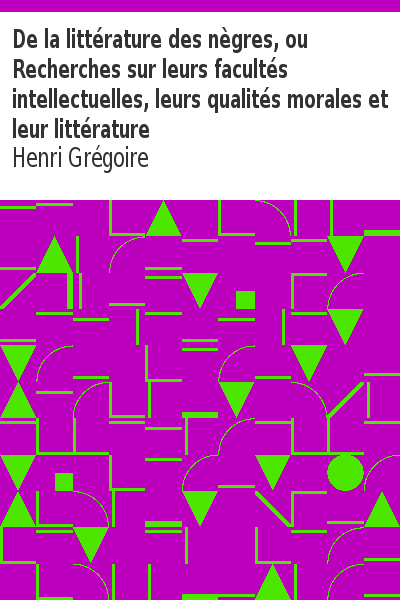 De la littérature des nègres, ou
Recherches sur leurs facultés
intellectuelles, leurs qualités morales et
leur littérature
Henri Grégoire